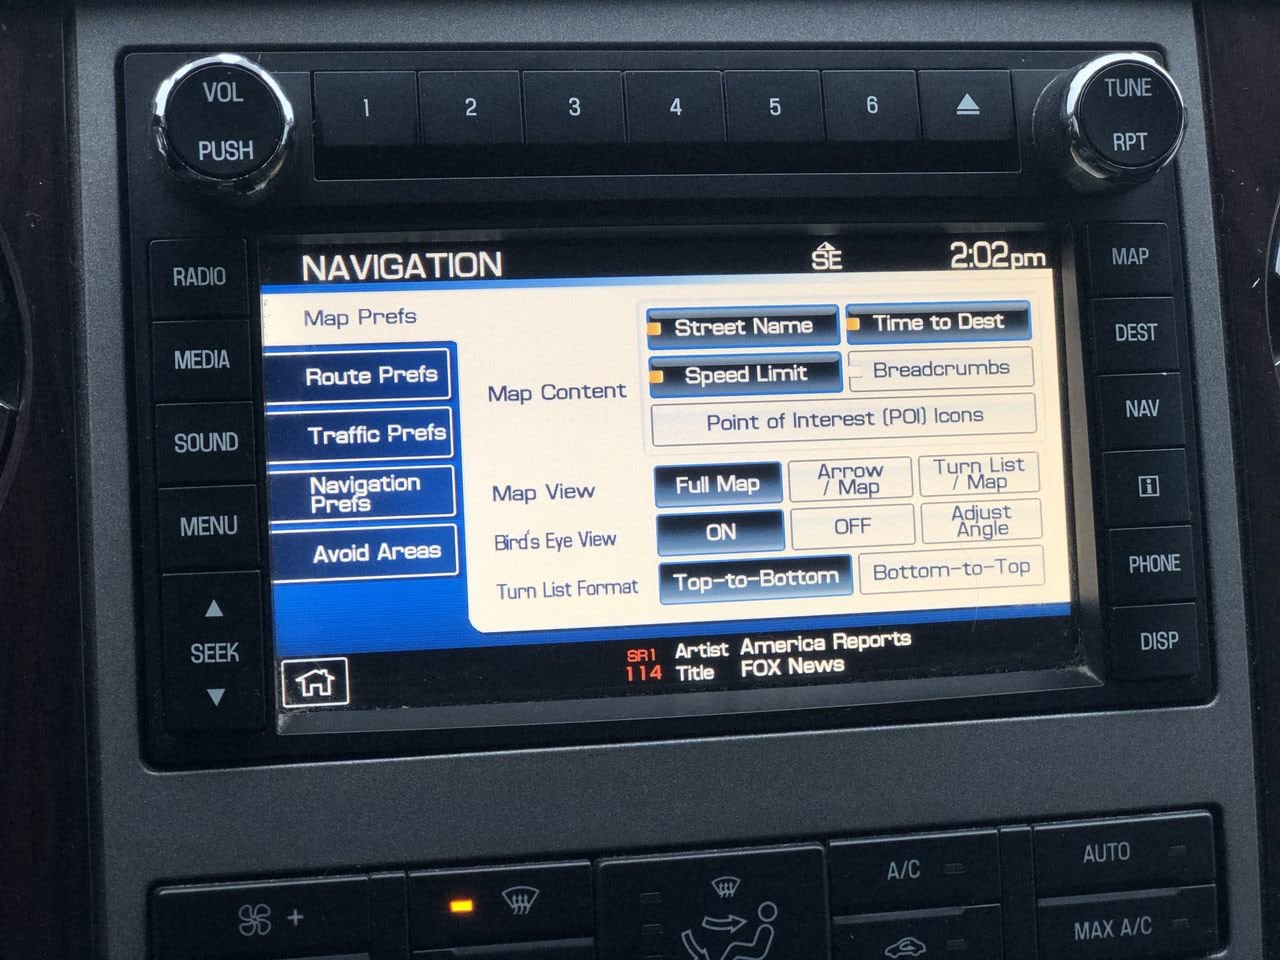 VOL
PUSH
1 2 3 4 5 6
TUNE
RPT
RADIO
MEDIA
SOUND
MENU
SEEK
NAVIGATION SE 2:02pm
Map Prefs
Route Prefs
Traffic Prefs
Navigation
Prefs
Avoid Areas
Map Content
Street Name Time to Dest
Speed Limit Breadcrumbs
Point of Interest (POI) Icons
Map View Full Map Arrow
/ Map Turn List
/ Map
Bird's Eye View ON OFF Adjust
Angle
Turn List Format Top-to-Bottom Bottom-to-Top
SR1 Artist America Reports
114 Title FOX News
MAP
DEST
NAV
i
PHONE
DISP
+
A/C
AUTO
MAX A/C